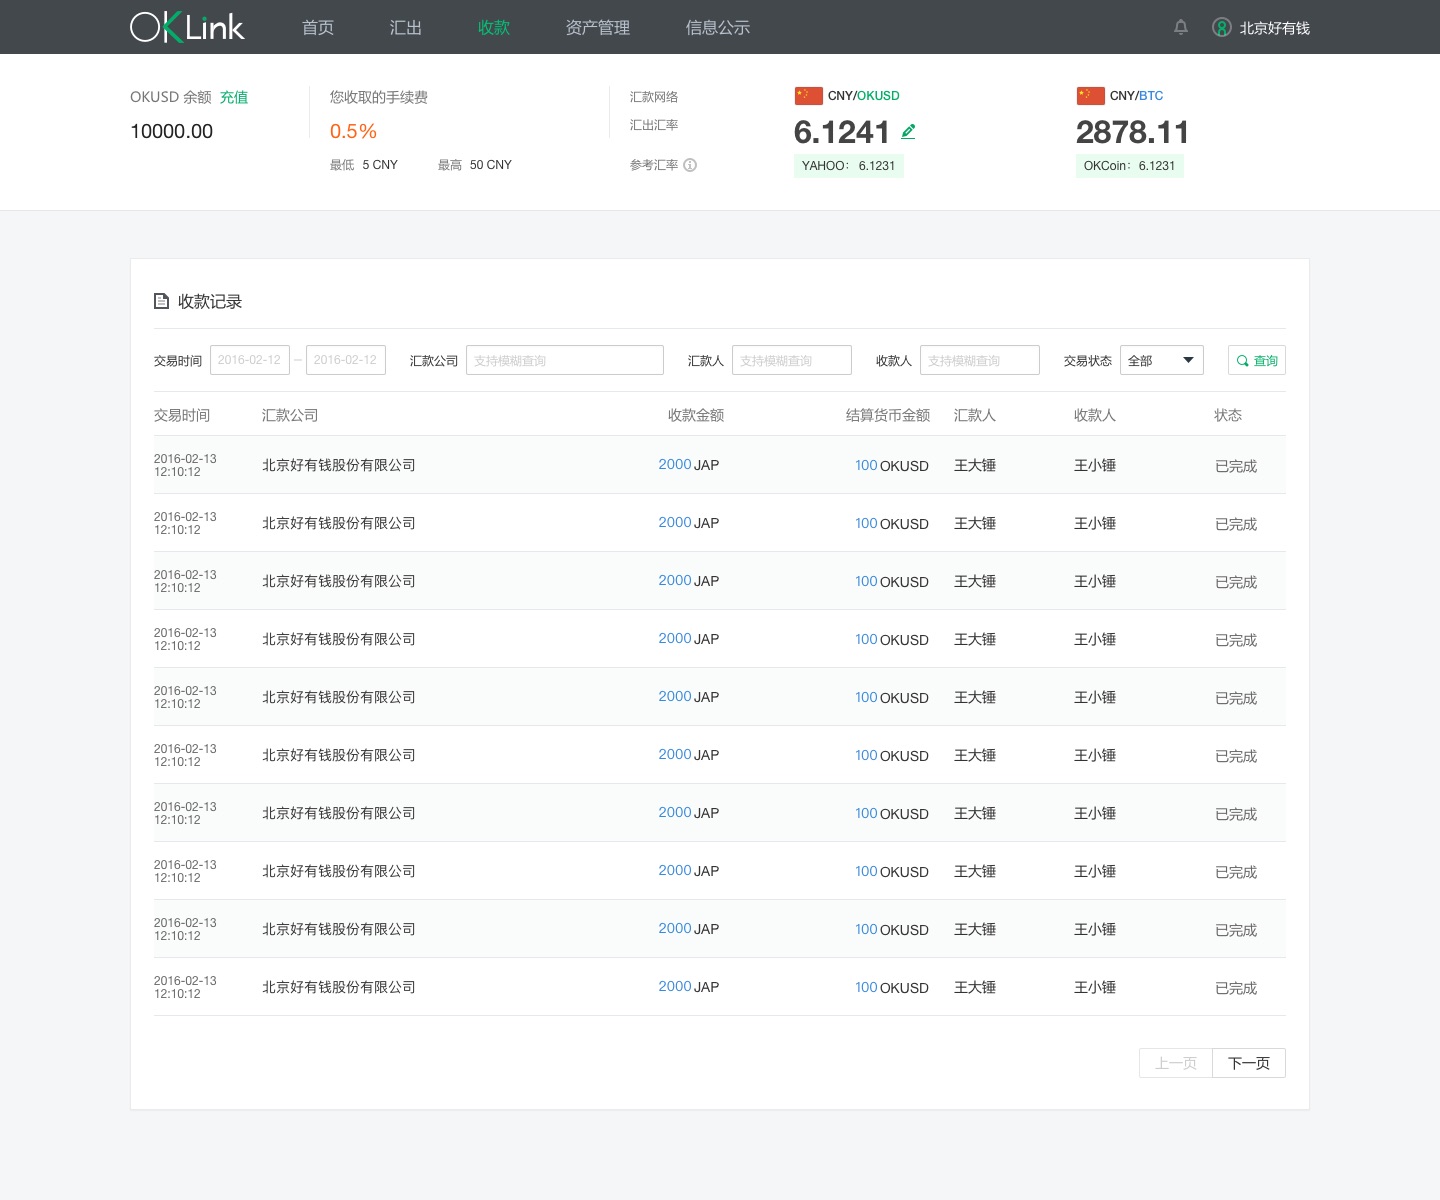 OKLink 首页 汇出 收款 资产管理 信息公示 北京好有钱
OKUSD 余额 充值
10000.00
您收取的手续费
0.5%
最低 5 CNY 最高 50 CNY
汇款网络
汇出汇率
参考汇率
CNY/OKUSD
6.1241
YAHOO: 6.1231
CNY/BTC
2878.11
OKCoin: 6.1231
收款记录
交易时间 2016-02-12 – 2016-02-12 汇款公司 支持模糊查询 汇款人 支持模糊查询 收款人 支持模糊查询 交易状态 全部 查询
交易时间 汇款公司 收款金额 结算货币金额 汇款人 收款人 状态
2016-02-13
12:10:12 北京好有钱股份有限公司 2000 JAP 100 OKUSD 王大锤 王小锤 已完成
2016-02-13
12:10:12 北京好有钱股份有限公司 2000 JAP 100 OKUSD 王大锤 王小锤 已完成
2016-02-13
12:10:12 北京好有钱股份有限公司 2000 JAP 100 OKUSD 王大锤 王小锤 已完成
2016-02-13
12:10:12 北京好有钱股份有限公司 2000 JAP 100 OKUSD 王大锤 王小锤 已完成
2016-02-13
12:10:12 北京好有钱股份有限公司 2000 JAP 100 OKUSD 王大锤 王小锤 已完成
2016-02-13
12:10:12 北京好有钱股份有限公司 2000 JAP 100 OKUSD 王大锤 王小锤 已完成
2016-02-13
12:10:12 北京好有钱股份有限公司 2000 JAP 100 OKUSD 王大锤 王小锤 已完成
2016-02-13
12:10:12 北京好有钱股份有限公司 2000 JAP 100 OKUSD 王大锤 王小锤 已完成
2016-02-13
12:10:12 北京好有钱股份有限公司 2000 JAP 100 OKUSD 王大锤 王小锤 已完成
2016-02-13
12:10:12 北京好有钱股份有限公司 2000 JAP 100 OKUSD 王大锤 王小锤 已完成
上一页 下一页